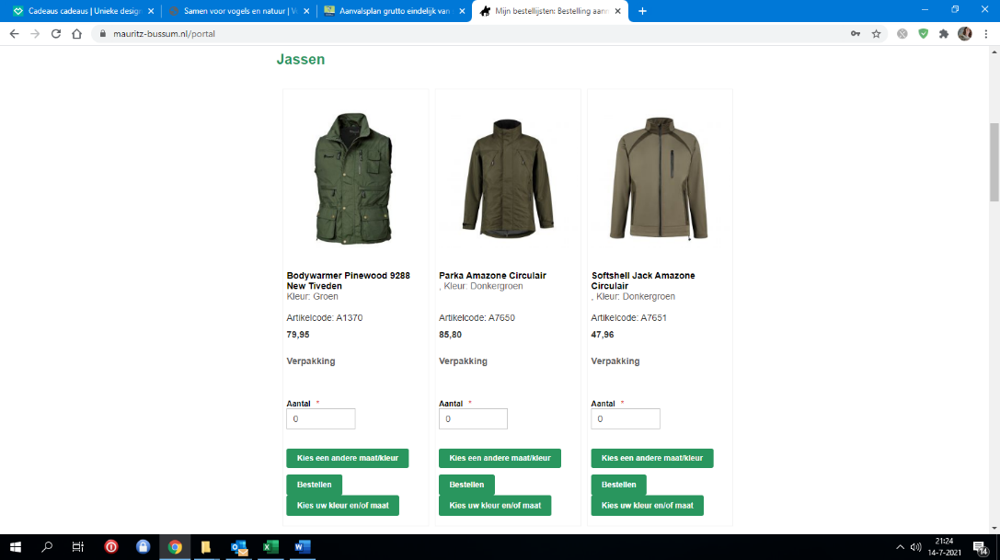 Cadeaus cadeaus | Unieke design
Samen voor vogels en natuur | V
Aanvalsplan grutto eindelijk van
Mijn bestellijsten: Bestelling aan
mauritz-bussum.nl/portal
Jassen
Bodywarmer Pinewood 9288
New Tiveden
Kleur: Groen
Artikelcode: A1370
79,95
Verpakking
Aantal *
0
Kies een andere maat/kleur
Bestellen
Kies uw kleur en/of maat
Parka Amazone Circulair
, Kleur: Donkergroen
Artikelcode: A7650
85,80
Verpakking
Aantal *
0
Kies een andere maat/kleur
Bestellen
Kies uw kleur en/of maat
Softshell Jack Amazone
Circulair
, Kleur: Donkergroen
Artikelcode: A7651
47,96
Verpakking
Aantal *
0
Kies een andere maat/kleur
Bestellen
Kies uw kleur en/of maat
21:24
14-7-2021
14